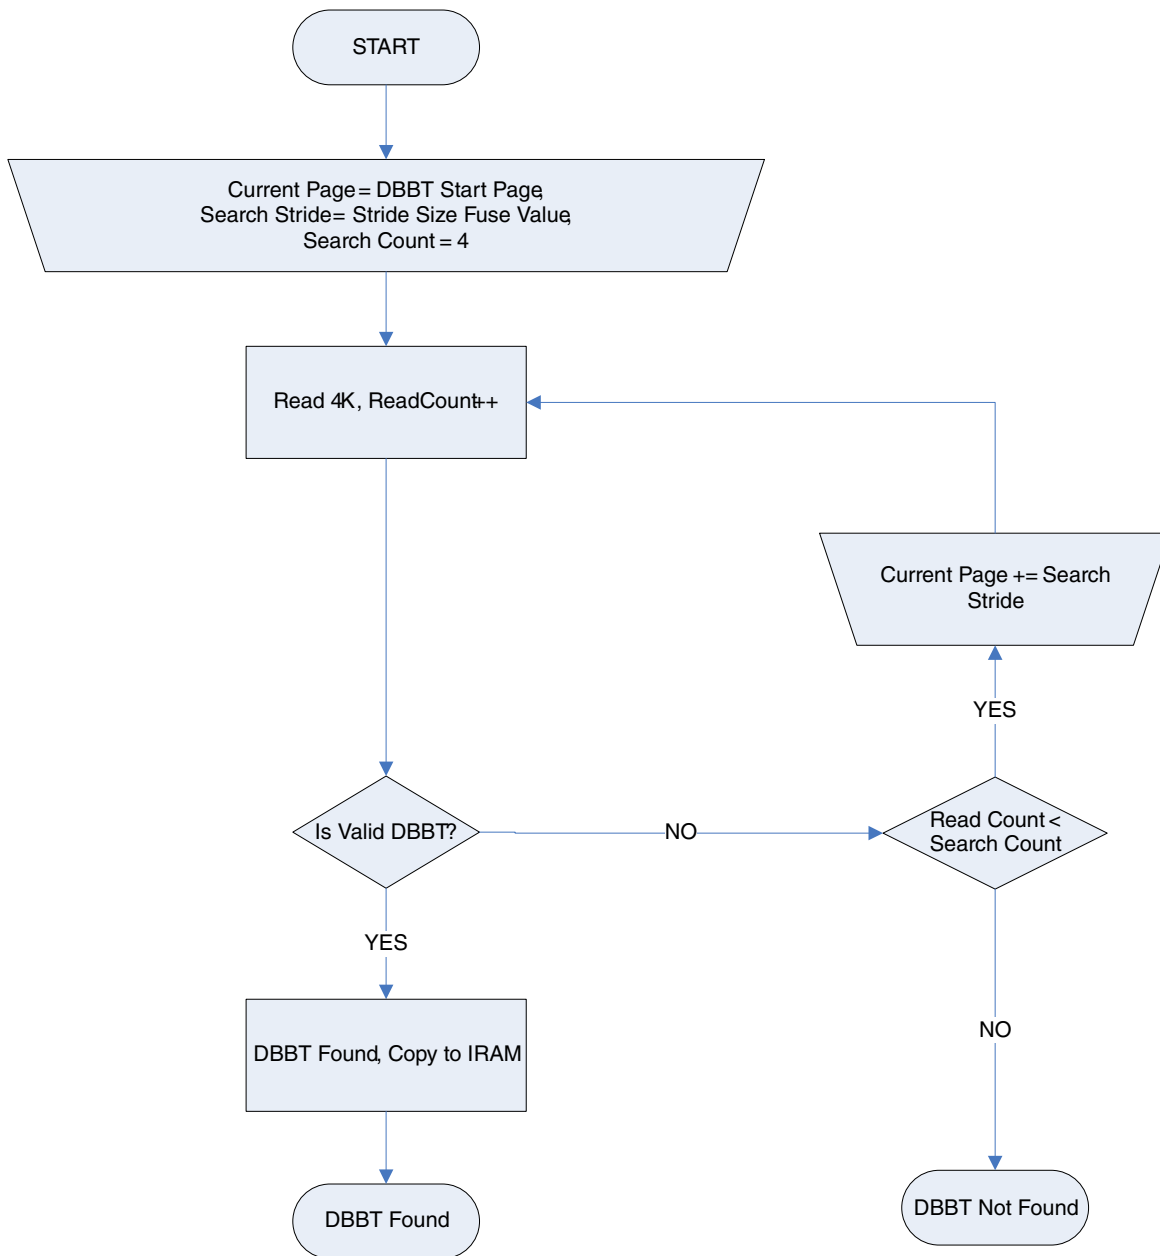 START
Current Page = DBBT Start Page,
Search Stride = Stride Size Fuse Value,
Search Count = 4
Read 4K, ReadCount++
Current Page += Search
Stride
YES
Is Valid DBBT?
NO
Read Count <
Search Count
YES
DBBT Found, Copy to IRAM
NO
DBBT Found
DBBT Not Found